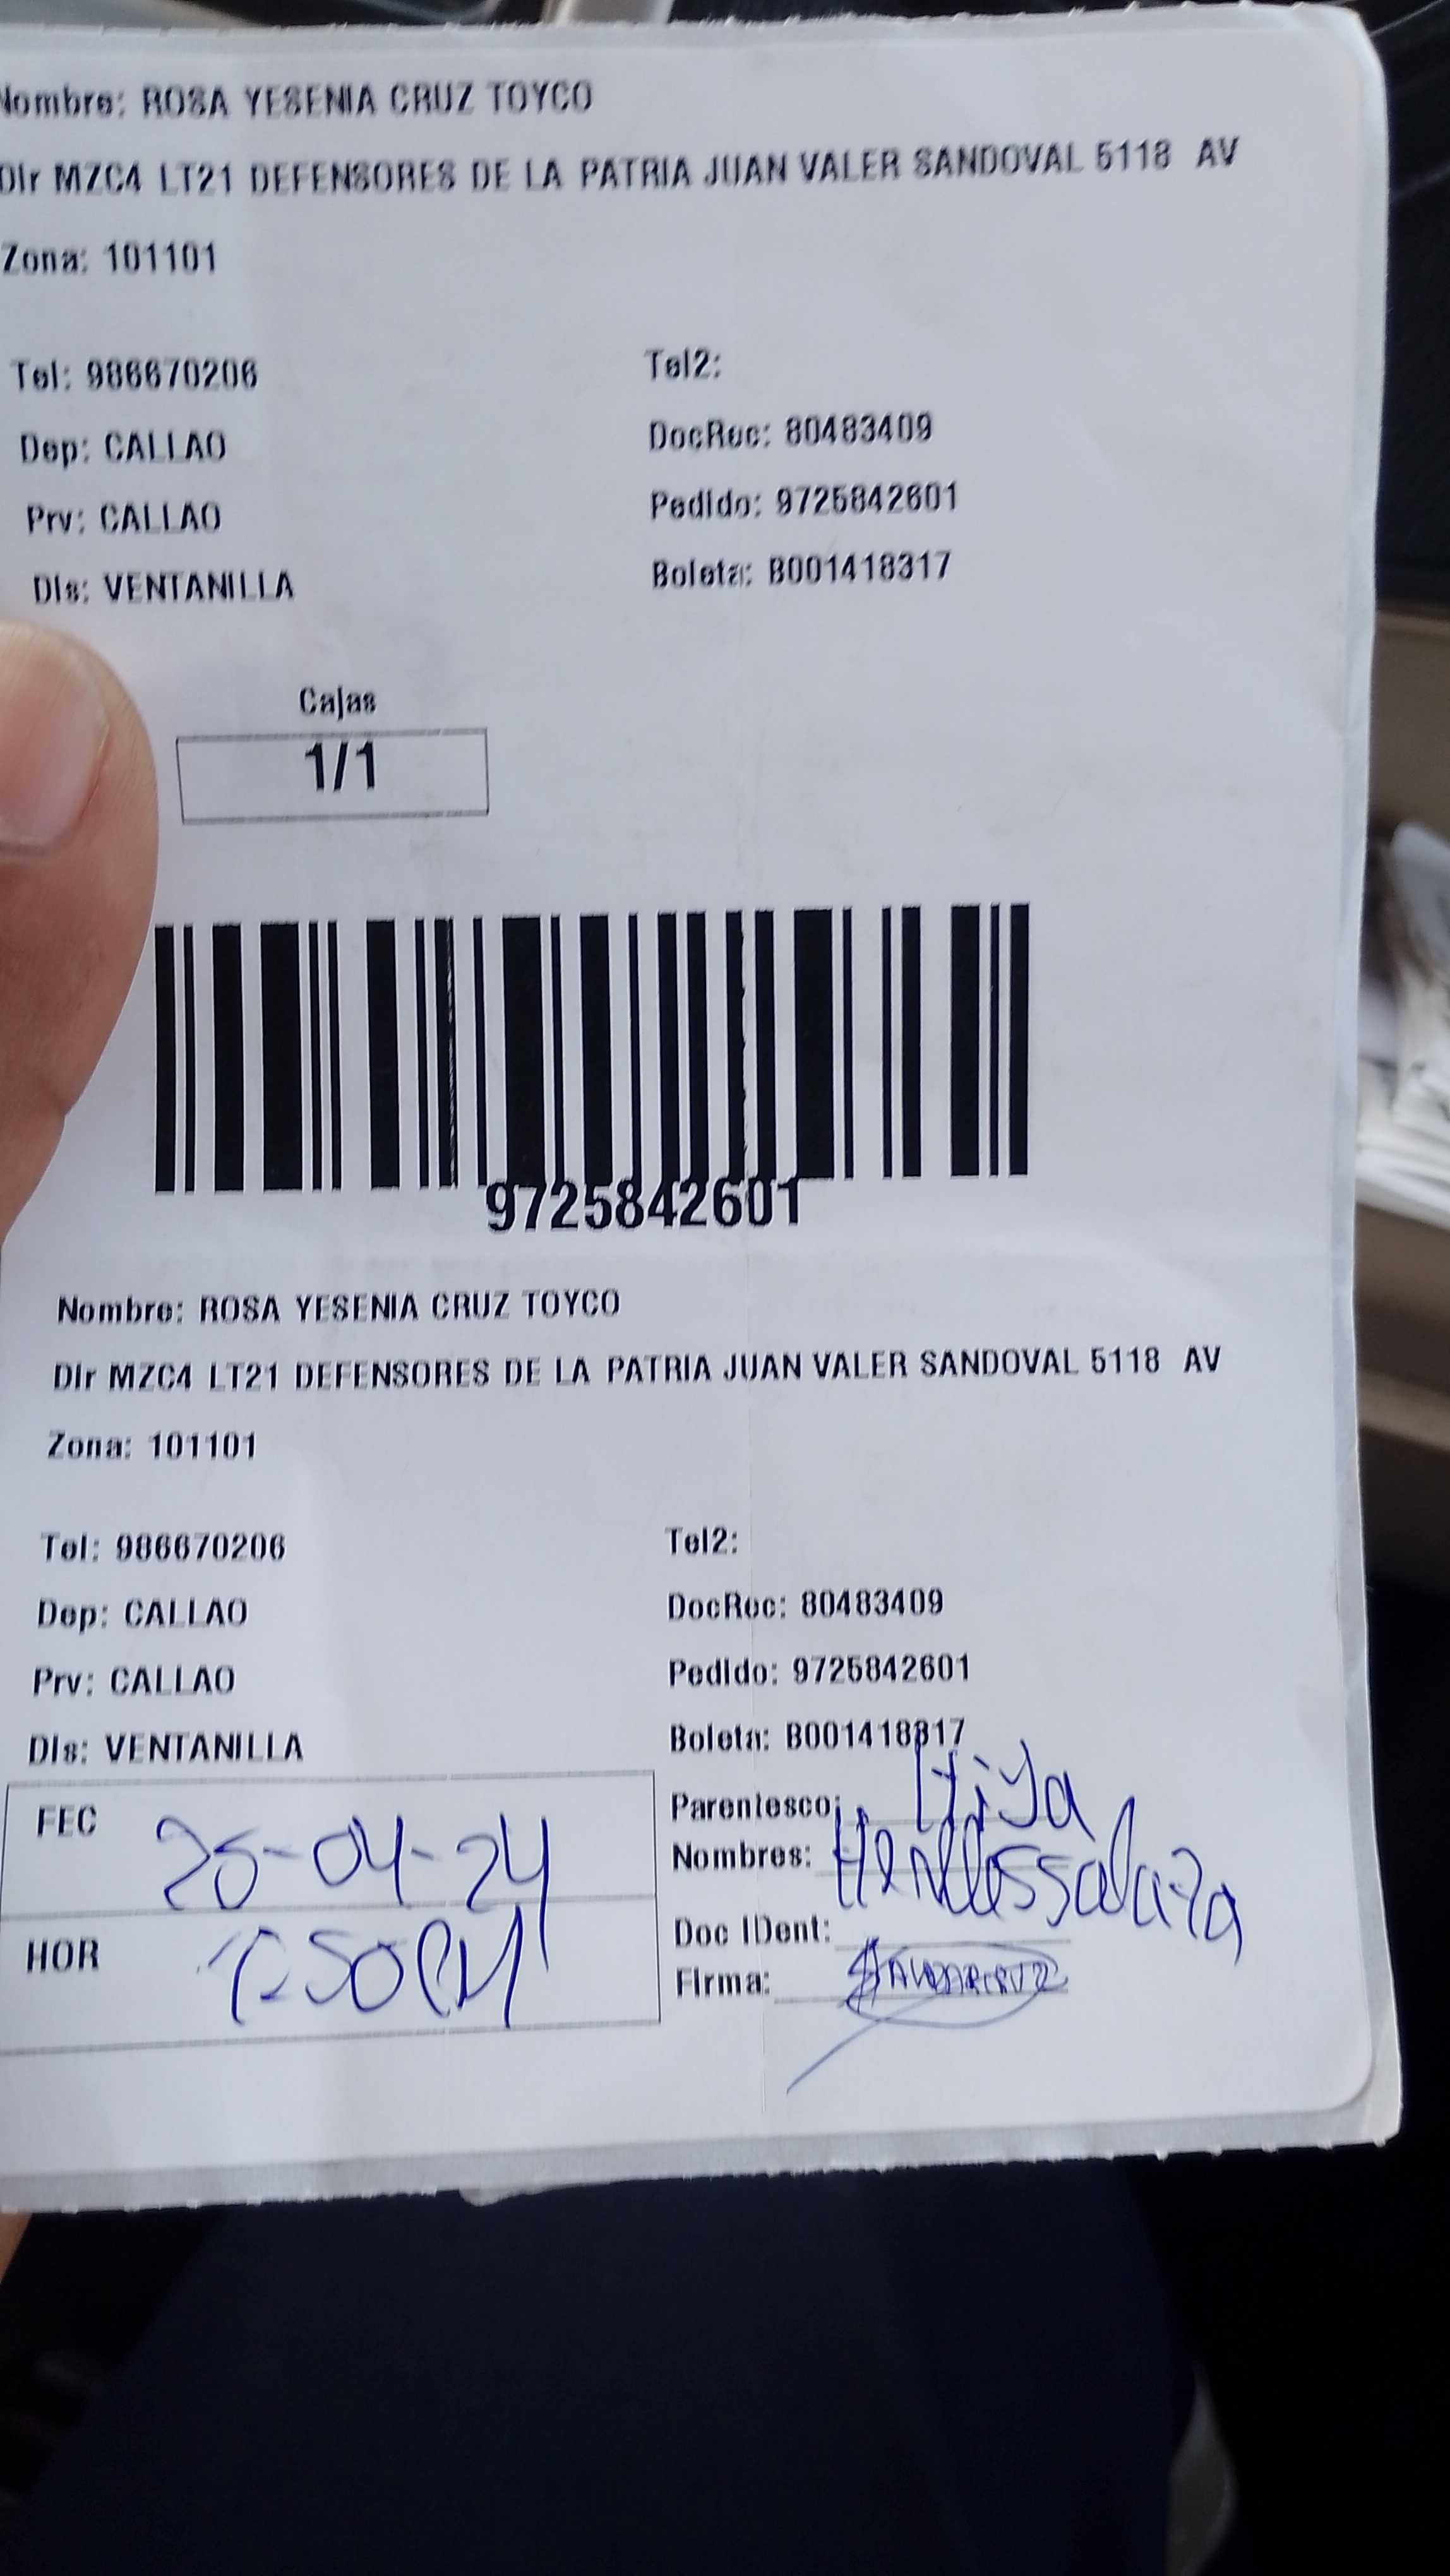 Nombre: ROSA YESENIA CRUZ TOYCO
Dir MZC4 LT21 DEFENSORES DE LA PATRIA JUAN VALER SANDOVAL 5118 AV
Zona: 101101
Tel: 986670206
Tel2:
Dep: CALLAO
DocRec: 80483409
Prv: CALLAO
Pedido: 9725842601
Dis: VENTANILLA
Boleta: B001418317
Cajas
1/1
9725842601
Nombre: ROSA YESENIA CRUZ TOYCO
Dir MZC4 LT21 DEFENSORES DE LA PATRIA JUAN VALER SANDOVAL 5118 AV
Zona: 101101
Tel: 986670206
Tel2:
Dep: CALLAO
DocRec: 80483409
Prv: CALLAO
Pedido: 9725842601
Dis: VENTANILLA
Boleta: B001418317
FEC 25-04-24
Parentesco: Hija
Nombres:
Doc IDent:
HOR :50 PM
Firma: